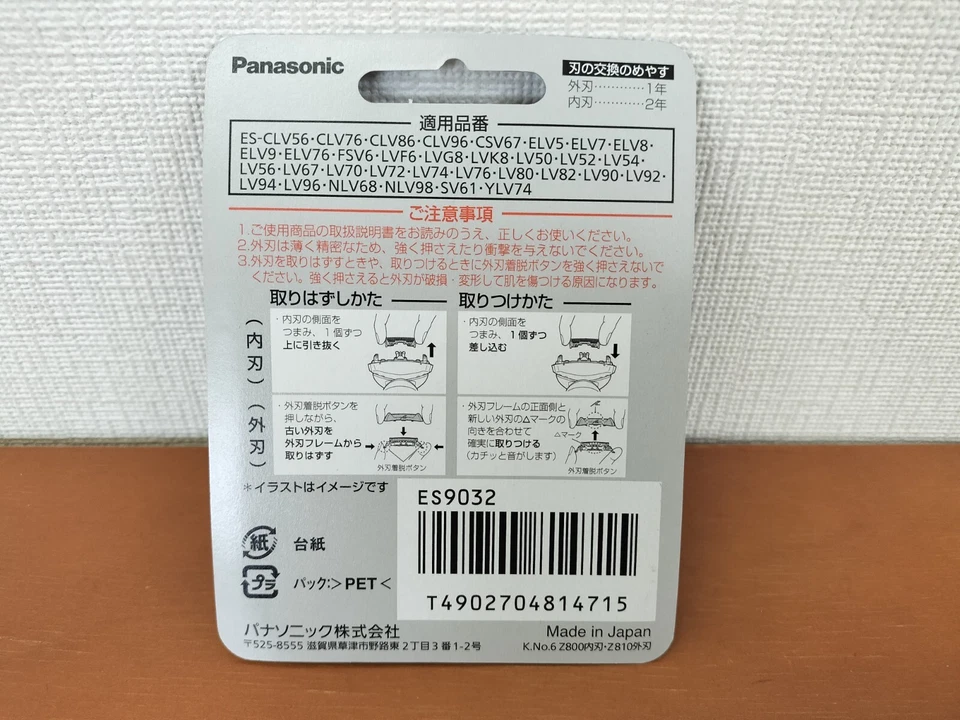 Panasonic
刃の交換のめやす
外刃…………1年
内刃…………2年
適用品番
ES-CLV56・CLV76・CLV86・CLV96・CSV67・ELV5・ELV7・ELV8・
ELV9・ELV76・FSV6・LVF6・LVG8・LVK8・LV50・LV52・LV54・
LV56・LV67・LV70・LV72・LV74・LV76・LV80・LV82・LV90・LV92・
LV94・LV96・NLV68・NLV98・SV61・YLV74
ご注意事項
1.ご使用商品の取扱説明書をお読みのうえ、正しくお使いください。
2.外刃は薄く精密なため、強く押さえたり衝撃を与えないでください。
3.外刃を取りはずすときや、取りつけるときに外刃着脱ボタンを強く押さえないで
ください。強く押さえると外刃が破損・変形して肌を傷つける原因になります。
取りはずしかた
取りつけかた
(内刃)
・内刃の側面を
つまみ、1個ずつ
上に引き抜く
・内刃の側面を
つまみ、1個ずつ
差し込む
(外刃)
・外刃着脱ボタンを
押しながら、
古い外刃を
外刃フレームから
取りはずす
外刃着脱ボタン
・外刃フレームの正面側と
新しい外刃の△マークの
向きを合わせて
確実に取りつける
(カチッと音がします)
△マーク
外刃着脱ボタン
*イラストはイメージです
紙 台紙
プラ パック:>PET<
ES9032
T4902704814715
パナソニック株式会社
〒525-8555 滋賀県草津市野路東2丁目3番1-2号
Made in Japan
K.No.6 Z800内刃・Z810外刃